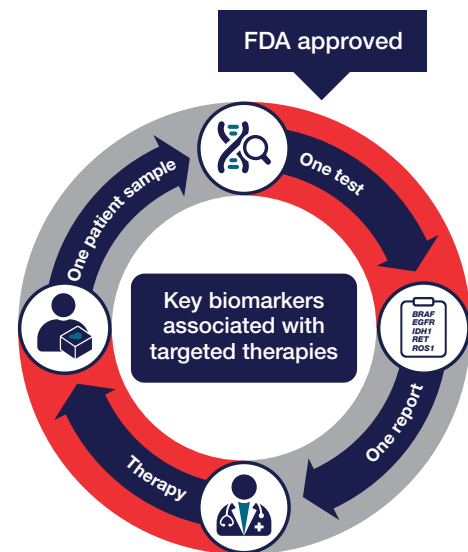 FDA approved
One patient sample
One test
BRAF
EGFR
IDH1
RET
ROS1
Key biomarkers
associated with
targeted therapies
One report
Therapy